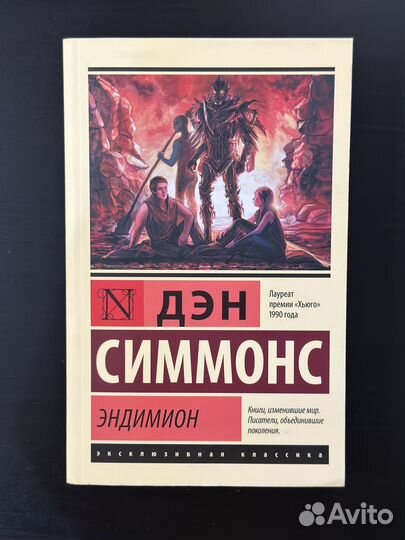 N
ДЭН
Лауреат
премии «Хьюго»
1990 года
СИММОНС
ЭНДИМИОН
Книги, изменившие мир.
Писатели, объединившие
поколения.
эксклюзивная классика
Avito